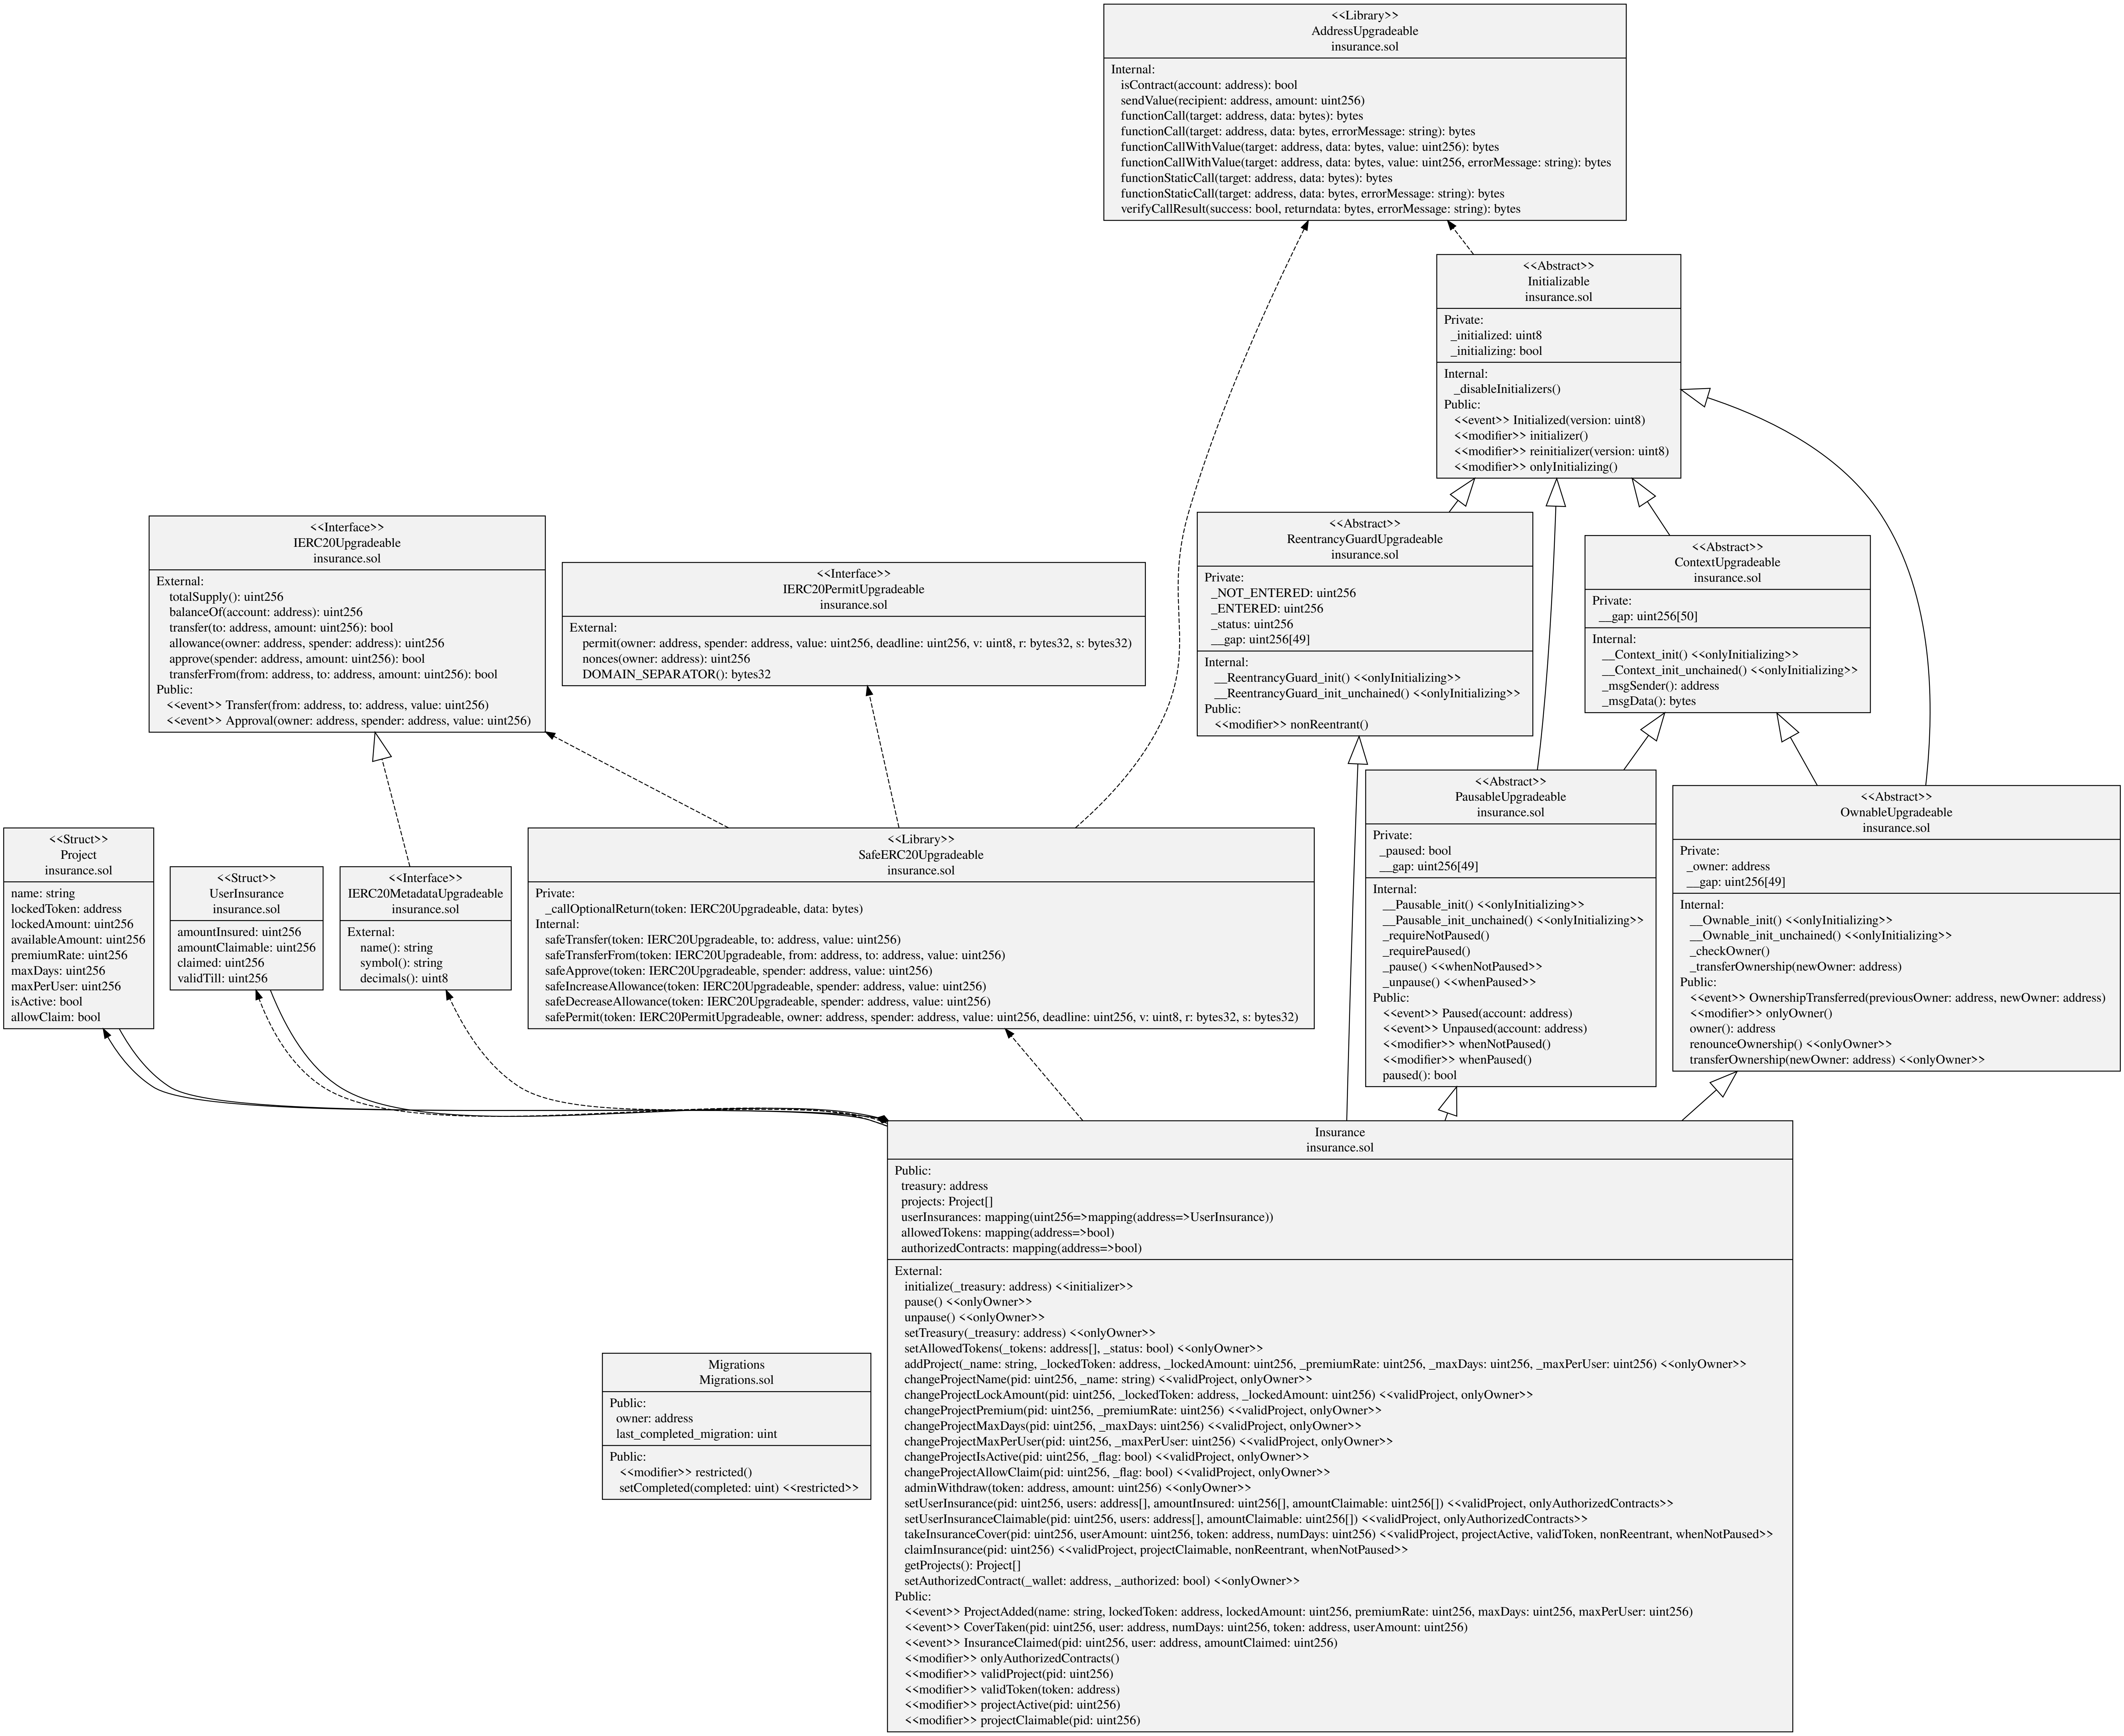 <<Library>>
AddressUpgradeable
insurance.sol
Internal:
isContract(account: address): bool
sendValue(recipient: address, amount: uint256)
functionCall(target: address, data: bytes): bytes
functionCall(target: address, data: bytes, errorMessage: string): bytes
functionCallWithValue(target: address, data: bytes, value: uint256): bytes
functionCallWithValue(target: address, data: bytes, value: uint256, errorMessage: string): bytes
functionStaticCall(target: address, data: bytes): bytes
functionStaticCall(target: address, data: bytes, errorMessage: string): bytes
verifyCallResult(success: bool, returndata: bytes, errorMessage: string): bytes
<<Abstract>>
Initializable
insurance.sol
Private:
_initialized: uint8
_initializing: bool
Internal:
_disableInitializers()
Public:
<<event>> Initialized(version: uint8)
<<modifier>> initializer()
<<modifier>> reinitializer(version: uint8)
<<modifier>> onlyInitializing()
<<Interface>>
IERC20Upgradeable
insurance.sol
External:
totalSupply(): uint256
balanceOf(account: address): uint256
transfer(to: address, amount: uint256): bool
allowance(owner: address, spender: address): uint256
approve(spender: address, amount: uint256): bool
transferFrom(from: address, to: address, amount: uint256): bool
Public:
<<event>> Transfer(from: address, to: address, value: uint256)
<<event>> Approval(owner: address, spender: address, value: uint256)
<<Interface>>
IERC20PermitUpgradeable
insurance.sol
External:
permit(owner: address, spender: address, value: uint256, deadline: uint256, v: uint8, r: bytes32, s: bytes32)
nonces(owner: address): uint256
DOMAIN_SEPARATOR(): bytes32
<<Abstract>>
ReentrancyGuardUpgradeable
insurance.sol
Private:
_NOT_ENTERED: uint256
_ENTERED: uint256
_status: uint256
__gap: uint256[49]
Internal:
__ReentrancyGuard_init() <<onlyInitializing>>
__ReentrancyGuard_init_unchained() <<onlyInitializing>>
Public:
<<modifier>> nonReentrant()
<<Abstract>>
ContextUpgradeable
insurance.sol
Private:
__gap: uint256[50]
Internal:
__Context_init() <<onlyInitializing>>
__Context_init_unchained() <<onlyInitializing>>
_msgSender(): address
_msgData(): bytes
<<Struct>>
Project
insurance.sol
name: string
lockedToken: address
lockedAmount: uint256
availableAmount: uint256
premiumRate: uint256
maxDays: uint256
maxPerUser: uint256
isActive: bool
allowClaim: bool
<<Struct>>
UserInsurance
insurance.sol
amountInsured: uint256
amountClaimable: uint256
claimed: uint256
validTill: uint256
<<Interface>>
IERC20MetadataUpgradeable
insurance.sol
External:
name(): string
symbol(): string
decimals(): uint8
<<Library>>
SafeERC20Upgradeable
insurance.sol
Private:
_callOptionalReturn(token: IERC20Upgradeable, data: bytes)
Internal:
safeTransfer(token: IERC20Upgradeable, to: address, value: uint256)
safeTransferFrom(token: IERC20Upgradeable, from: address, to: address, value: uint256)
safeApprove(token: IERC20Upgradeable, spender: address, value: uint256)
safeIncreaseAllowance(token: IERC20Upgradeable, spender: address, value: uint256)
safeDecreaseAllowance(token: IERC20Upgradeable, spender: address, value: uint256)
safePermit(token: IERC20PermitUpgradeable, owner: address, spender: address, value: uint256, deadline: uint256, v: uint8, r: bytes32, s: bytes32)
<<Abstract>>
PausableUpgradeable
insurance.sol
Private:
_paused: bool
__gap: uint256[49]
Internal:
__Pausable_init() <<onlyInitializing>>
__Pausable_init_unchained() <<onlyInitializing>>
_requireNotPaused()
_requirePaused()
_pause() <<whenNotPaused>>
_unpause() <<whenPaused>>
Public:
<<event>> Paused(account: address)
<<event>> Unpaused(account: address)
<<modifier>> whenNotPaused()
<<modifier>> whenPaused()
paused(): bool
<<Abstract>>
OwnableUpgradeable
insurance.sol
Private:
_owner: address
__gap: uint256[49]
Internal:
__Ownable_init() <<onlyInitializing>>
__Ownable_init_unchained() <<onlyInitializing>>
_checkOwner()
_transferOwnership(newOwner: address)
Public:
<<event>> OwnershipTransferred(previousOwner: address, newOwner: address)
<<modifier>> onlyOwner()
owner(): address
renounceOwnership() <<onlyOwner>>
transferOwnership(newOwner: address) <<onlyOwner>>
Migrations
Migrations.sol
Public:
owner: address
last_completed_migration: uint
Public:
<<modifier>> restricted()
setCompleted(completed: uint) <<restricted>>
Insurance
insurance.sol
Public:
treasury: address
projects: Project[]
userInsurances: mapping(uint256=>mapping(address=>UserInsurance))
allowedTokens: mapping(address=>bool)
authorizedContracts: mapping(address=>bool)
External:
initialize(_treasury: address) <<initializer>>
pause() <<onlyOwner>>
unpause() <<onlyOwner>>
setTreasury(_treasury: address) <<onlyOwner>>
setAllowedTokens(_tokens: address[], _status: bool) <<onlyOwner>>
addProject(_name: string, _lockedToken: address, _lockedAmount: uint256, _premiumRate: uint256, _maxDays: uint256, _maxPerUser: uint256) <<onlyOwner>>
changeProjectName(pid: uint256, _name: string) <<validProject, onlyOwner>>
changeProjectLockAmount(pid: uint256, _lockedToken: address, _lockedAmount: uint256) <<validProject, onlyOwner>>
changeProjectPremium(pid: uint256, _premiumRate: uint256) <<validProject, onlyOwner>>
changeProjectMaxDays(pid: uint256, _maxDays: uint256) <<validProject, onlyOwner>>
changeProjectMaxPerUser(pid: uint256, _maxPerUser: uint256) <<validProject, onlyOwner>>
changeProjectIsActive(pid: uint256, _flag: bool) <<validProject, onlyOwner>>
changeProjectAllowClaim(pid: uint256, _flag: bool) <<validProject, onlyOwner>>
adminWithdraw(token: address, amount: uint256) <<onlyOwner>>
setUserInsurance(pid: uint256, users: address[], amountInsured: uint256[], amountClaimable: uint256[]) <<validProject, onlyAuthorizedContracts>>
setUserInsuranceClaimable(pid: uint256, users: address[], amountClaimable: uint256[]) <<validProject, onlyAuthorizedContracts>>
takeInsuranceCover(pid: uint256, userAmount: uint256, token: address, numDays: uint256) <<validProject, projectActive, validToken, nonReentrant, whenNotPaused>>
claimInsurance(pid: uint256) <<validProject, projectClaimable, nonReentrant, whenNotPaused>>
getProjects(): Project[]
setAuthorizedContract(_wallet: address, _authorized: bool) <<onlyOwner>>
Public:
<<event>> ProjectAdded(name: string, lockedToken: address, lockedAmount: uint256, premiumRate: uint256, maxDays: uint256, maxPerUser: uint256)
<<event>> CoverTaken(pid: uint256, user: address, numDays: uint256, token: address, userAmount: uint256)
<<event>> InsuranceClaimed(pid: uint256, user: address, amountClaimed: uint256)
<<modifier>> onlyAuthorizedContracts()
<<modifier>> validProject(pid: uint256)
<<modifier>> validToken(token: address)
<<modifier>> projectActive(pid: uint256)
<<modifier>> projectClaimable(pid: uint256)